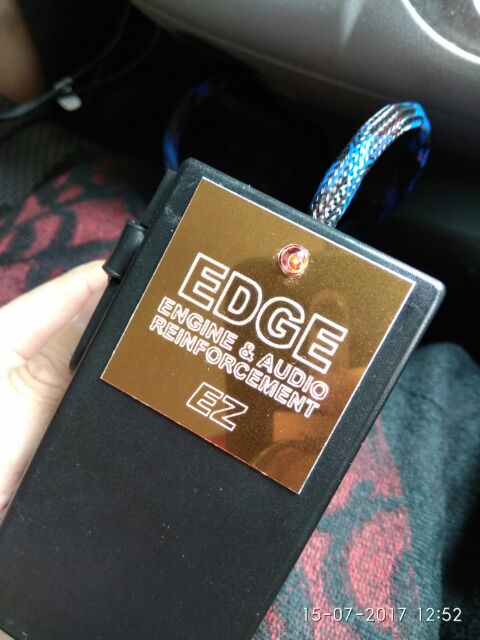 EDGE
ENGINE & AUDIO
REINFORCEMENT
EZ
15-07-2017 12:52